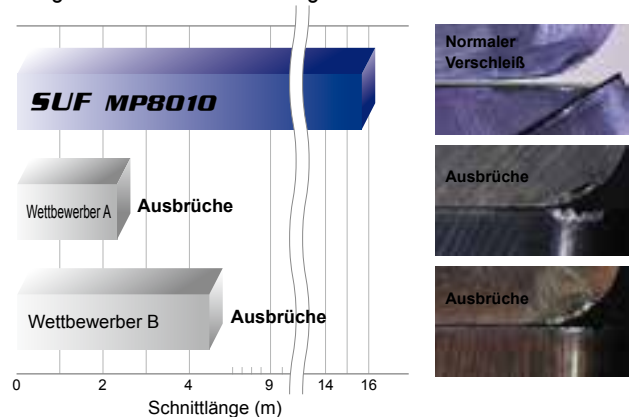 SUF MP8010
Wettbewerber A
Ausbrüche
Wettbewerber B
Ausbrüche
0 2 4 9 14 16
Schnittlänge (m)
Normaler
Verschleiß
Ausbrüche
Ausbrüche